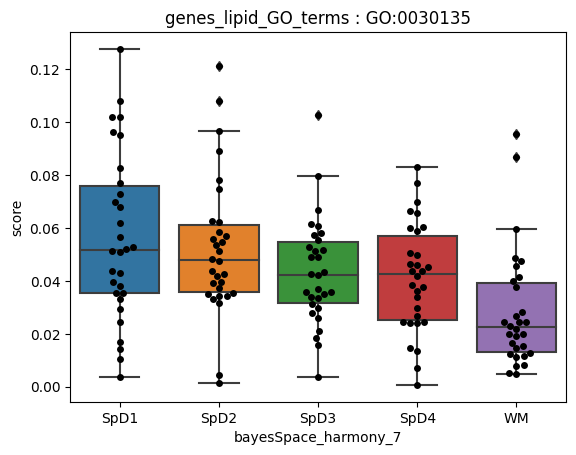 genes_lipid_GO_terms : GO:0030135
score
0.12
0.10
0.08
0.06
0.04
0.02
0.00
SpD1 SpD2 SpD3 SpD4 WM
bayesSpace_harmony_7